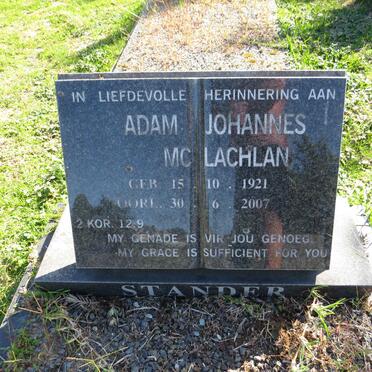 IN LIEFDEVOLLE HERINNERING AAN
ADAM JOHANNES
MC LACHLAN
GEB. 15 . 10 . 1921
OORL. 30 . 6 . 2007
2 KOR. 12:9
MY GENADE IS VIR JOU GENOEG.
MY GRACE IS SUFFICIENT FOR YOU
STANDER